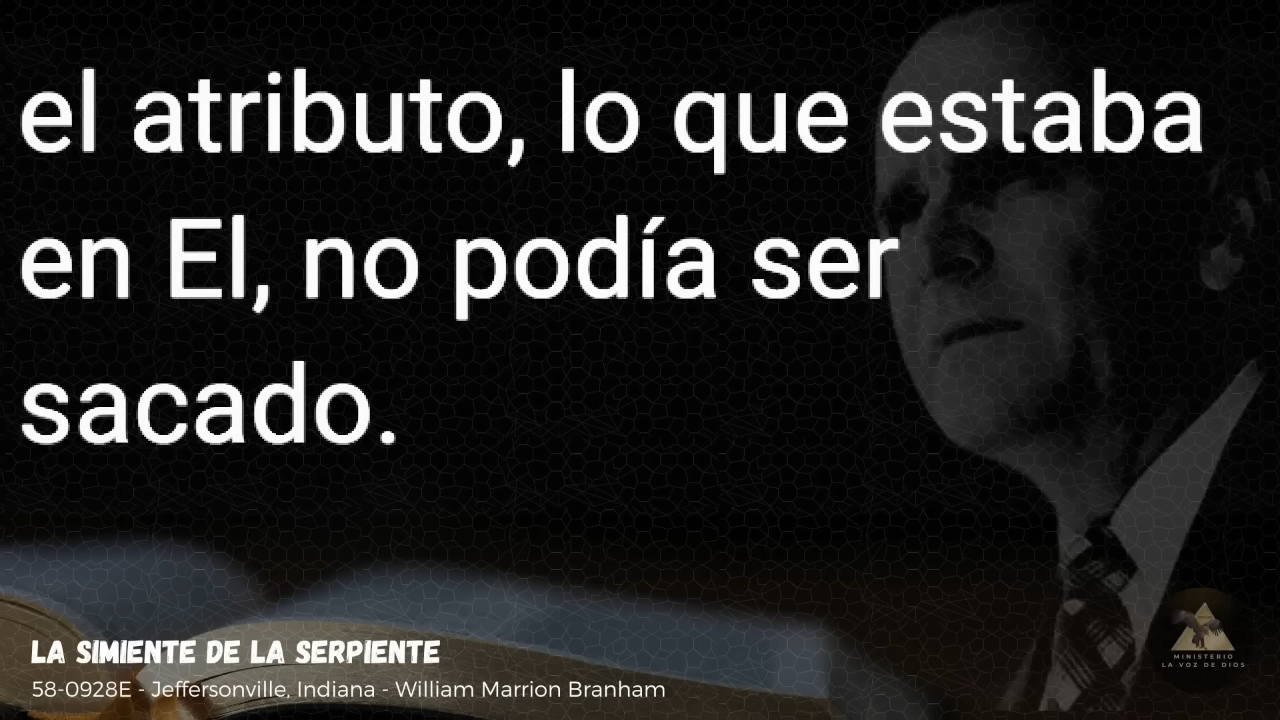 el atributo, lo que estaba
en El, no podía ser
sacado.
LA SIMIENTE DE LA SERPIENTE
58-0928E - Jeffersonville, Indiana - William Marrion Branham
MINISTERIO
LA VOZ DE DIOS